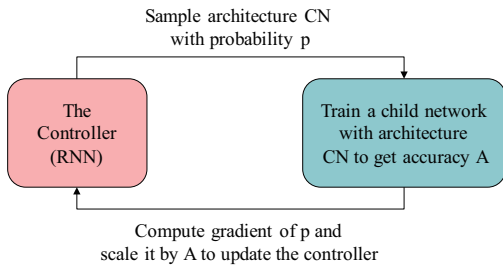 Sample architecture CN
with probability p
The
Controller
(RNN)
Train a child network
with architecture
CN to get accuracy A
Compute gradient of p and
scale it by A to update the controller